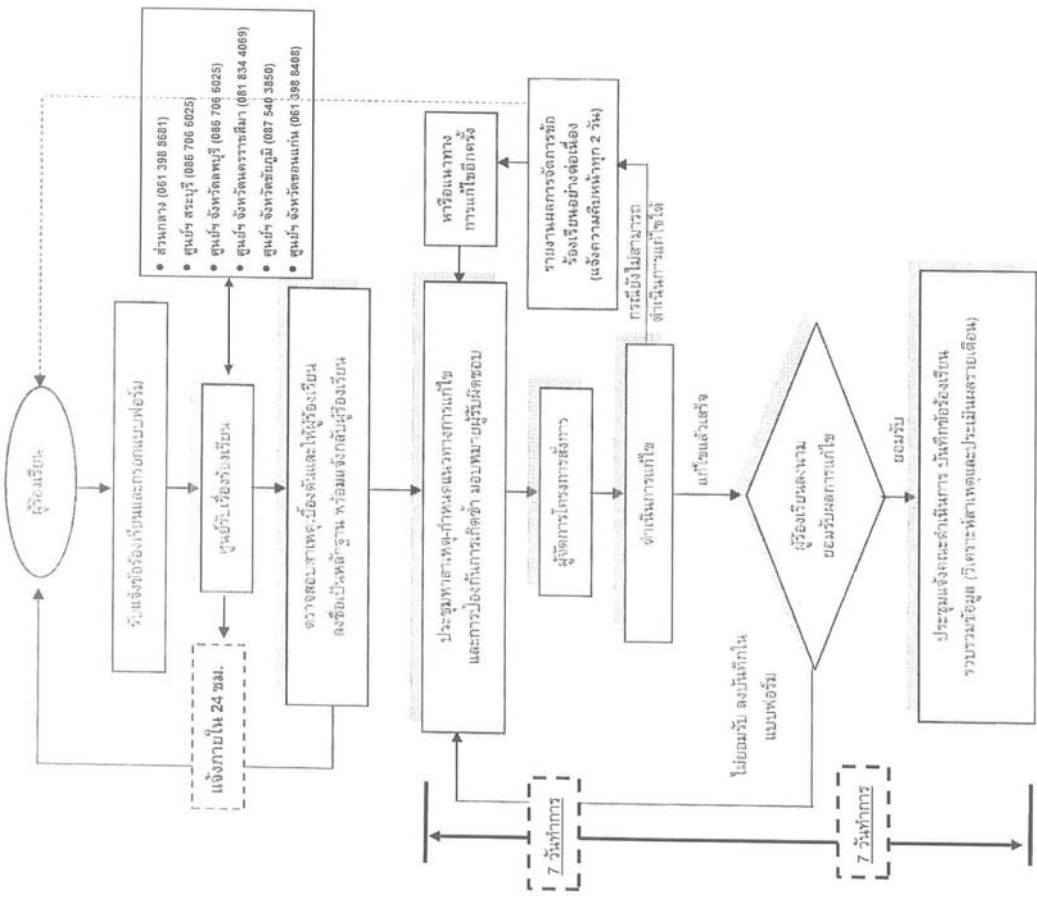 ผู้ร้องเรียน
รับแจ้งข้อร้องเรียนและกรอกแบบฟอร์ม
ศูนย์รับเรื่องร้องเรียน
• ส่วนกลาง (061 398 8681)
• ศูนย์ฯ สระบุรี (086 706 6025)
• ศูนย์ฯ จังหวัดลพบุรี (086 706 6025)
• ศูนย์ฯ จังหวัดนครราชสีมา (081 834 4069)
• ศูนย์ฯ จังหวัดชัยภูมิ (087 540 3850)
• ศูนย์ฯ จังหวัดขอนแก่น (061 398 8408)
แจ้งภายใน 24 ชม.
ตรวจสอบสาเหตุเบื้องต้นและให้ผู้ร้องเรียน
ลงชื่อเป็นหลักฐาน พร้อมแจ้งกลับผู้ร้องเรียน
ประชุมหาสาเหตุ-กำหนดแนวทางการแก้ไข
และการป้องกันการเกิดซ้ำ มอบหมายผู้รับผิดชอบ
หารือแนวทาง
การแก้ไขอีกครั้ง
ผู้จัดการโครงการสั่งการ
รายงานผลการจัดการข้อ
ร้องเรียนอย่างต่อเนื่อง
(แจ้งความคืบหน้าทุก 2 วัน)
ดำเนินการแก้ไข
กรณียังไม่สามารถ
ดำเนินการแก้ไขได้
แก้ไขแล้วเสร็จ
ผู้ร้องเรียนลงนาม
ยอมรับผลการแก้ไข
ไม่ยอมรับ ลงบันทึกใน
แบบฟอร์ม
ยอมรับ
7 วันทำการ
7 วันทำการ
ประชุมแจ้งคณะดำเนินการ บันทึกข้อร้องเรียน
รวบรวมข้อมูล (วิเคราะห์สาเหตุและประเมินผลรายเดือน)